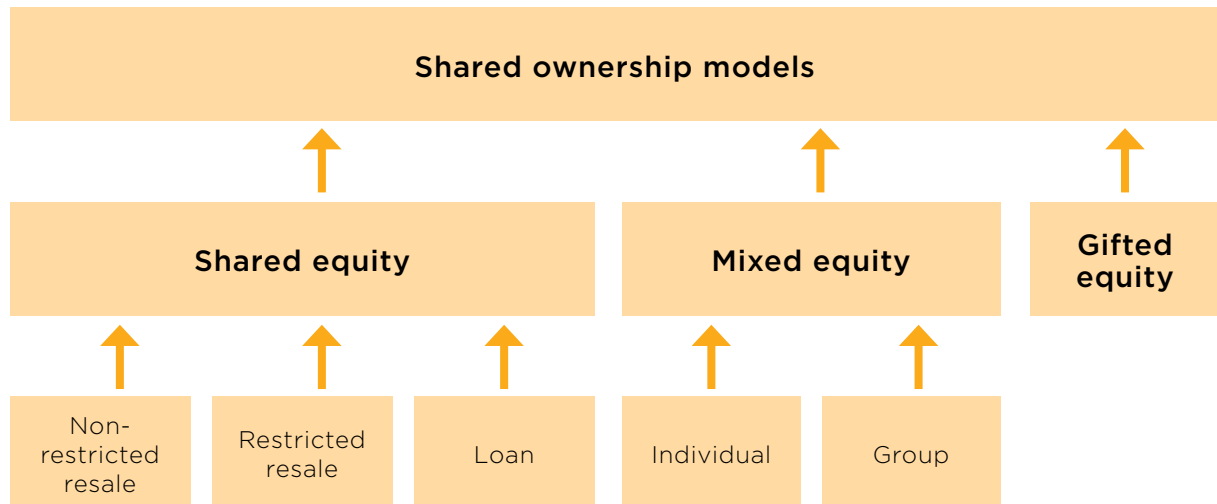 Shared ownership models
Shared equity
Mixed equity
Gifted
equity
Non-
restricted
resale
Restricted
resale
Loan
Individual
Group